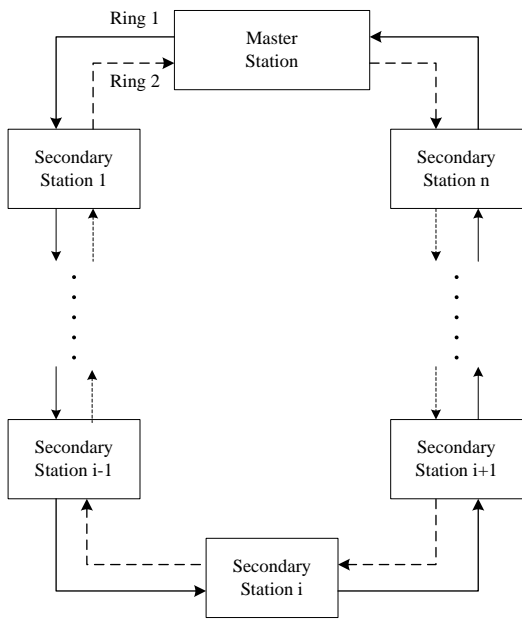 Ring 1
Master
Station
Ring 2
Secondary
Station 1
Secondary
Station n
Secondary
Station i-1
Secondary
Station i+1
Secondary
Station i